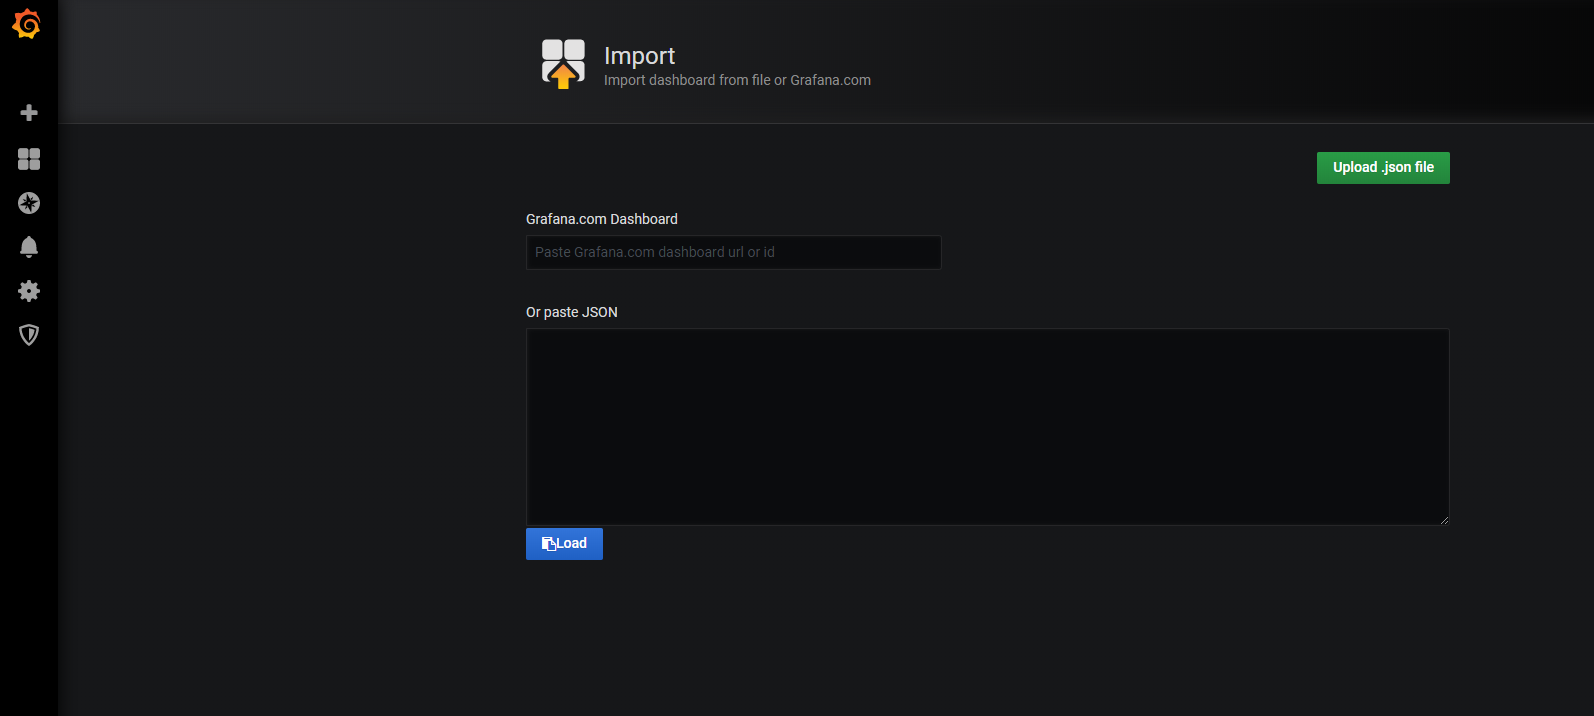 Import
Import dashboard from file or Grafana.com
Upload .json file
Grafana.com Dashboard
Paste Grafana.com dashboard url or id
Or paste JSON
Load